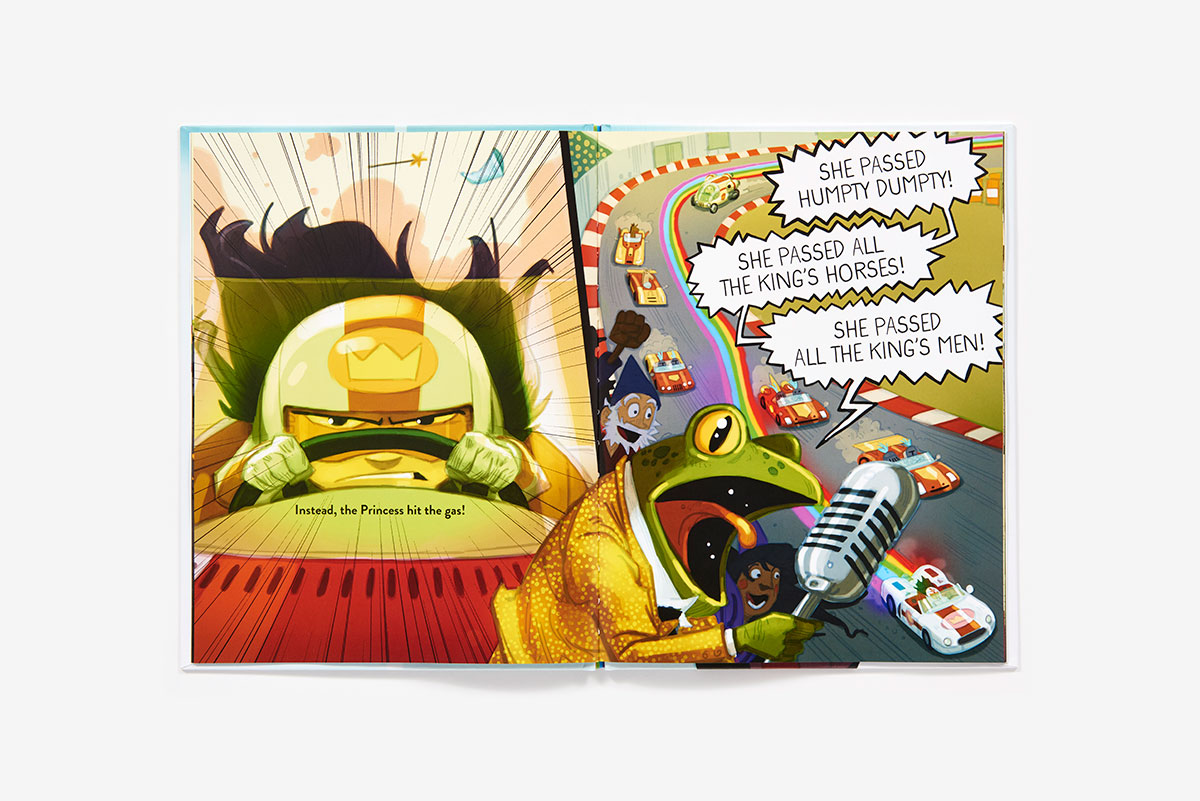 Instead, the Princess hit the gas!
SHE PASSED
HUMPTY DUMPTY!
SHE PASSED ALL
THE KING'S HORSES!
SHE PASSED
ALL THE KING'S MEN!